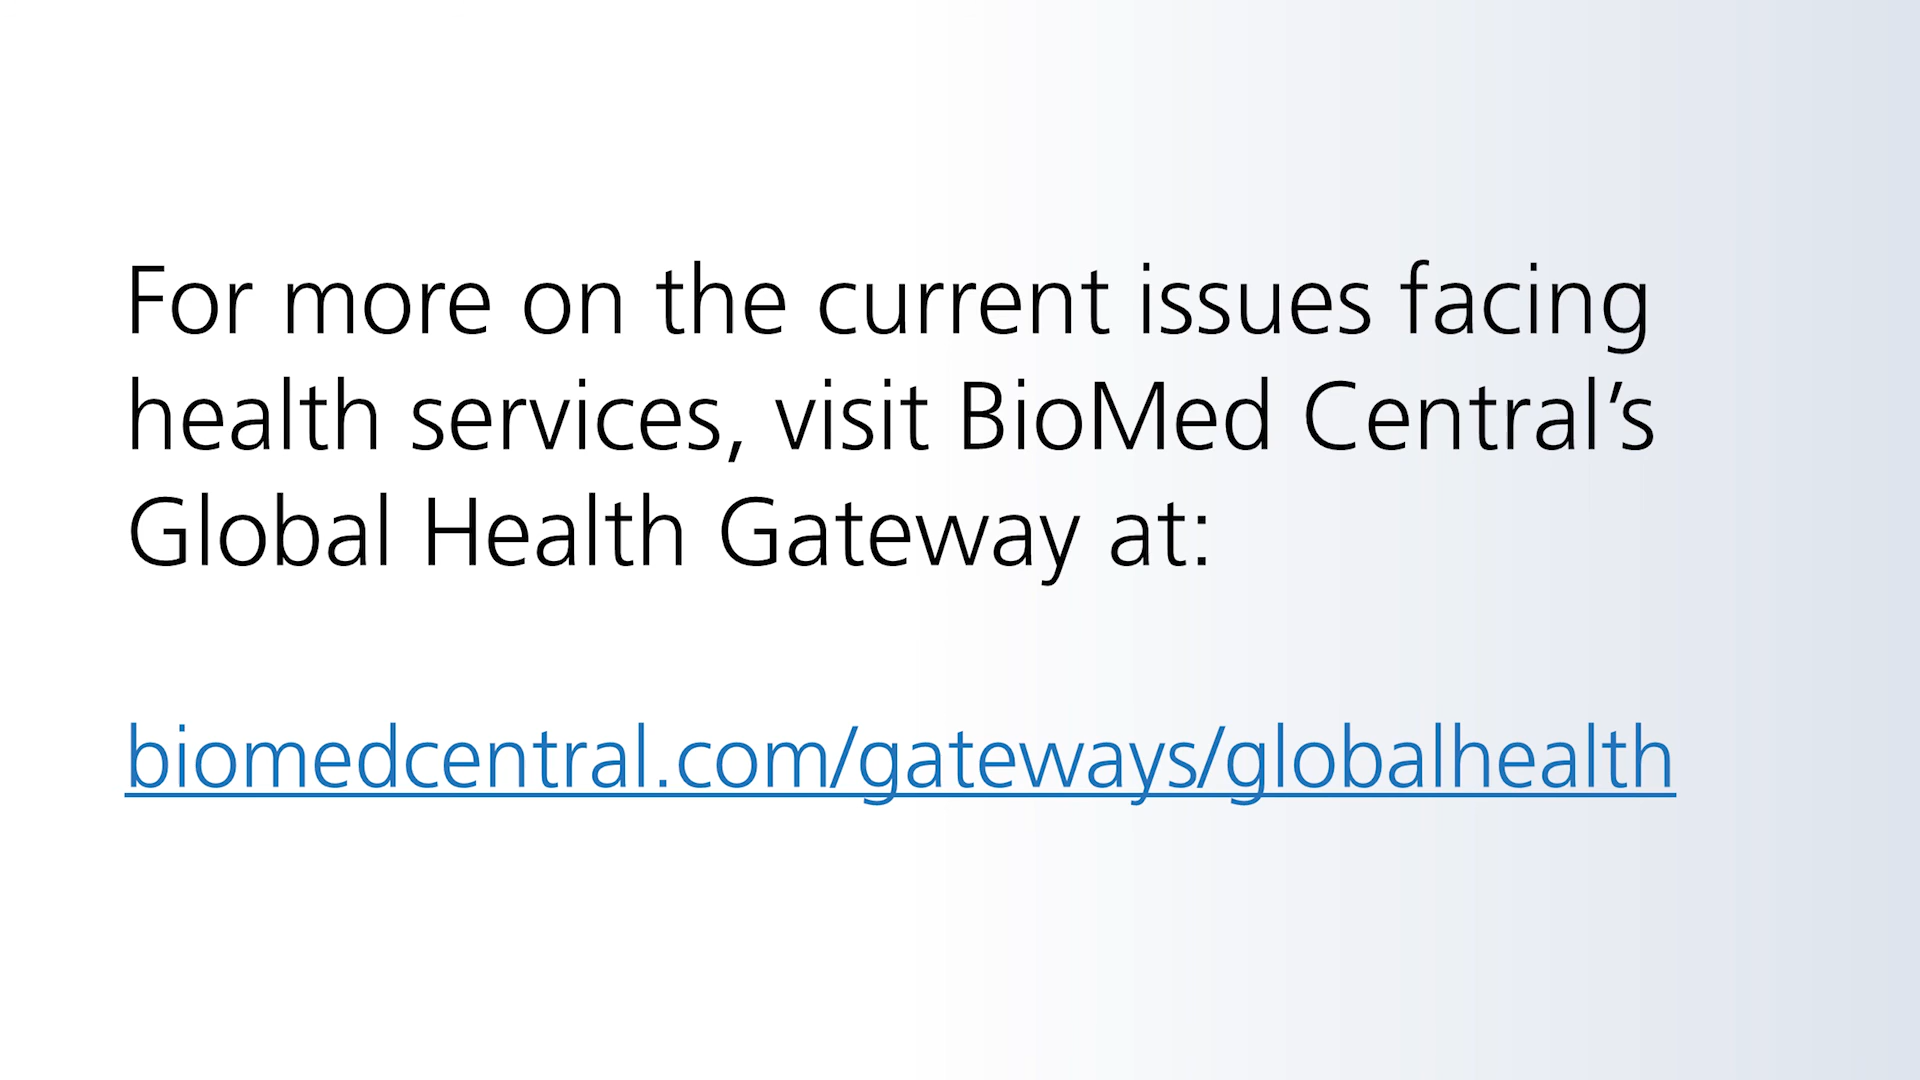 For more on the current issues facing
health services, visit BioMed Central’s
Global Health Gateway at:
biomedcentral.com/gateways/globalhealth